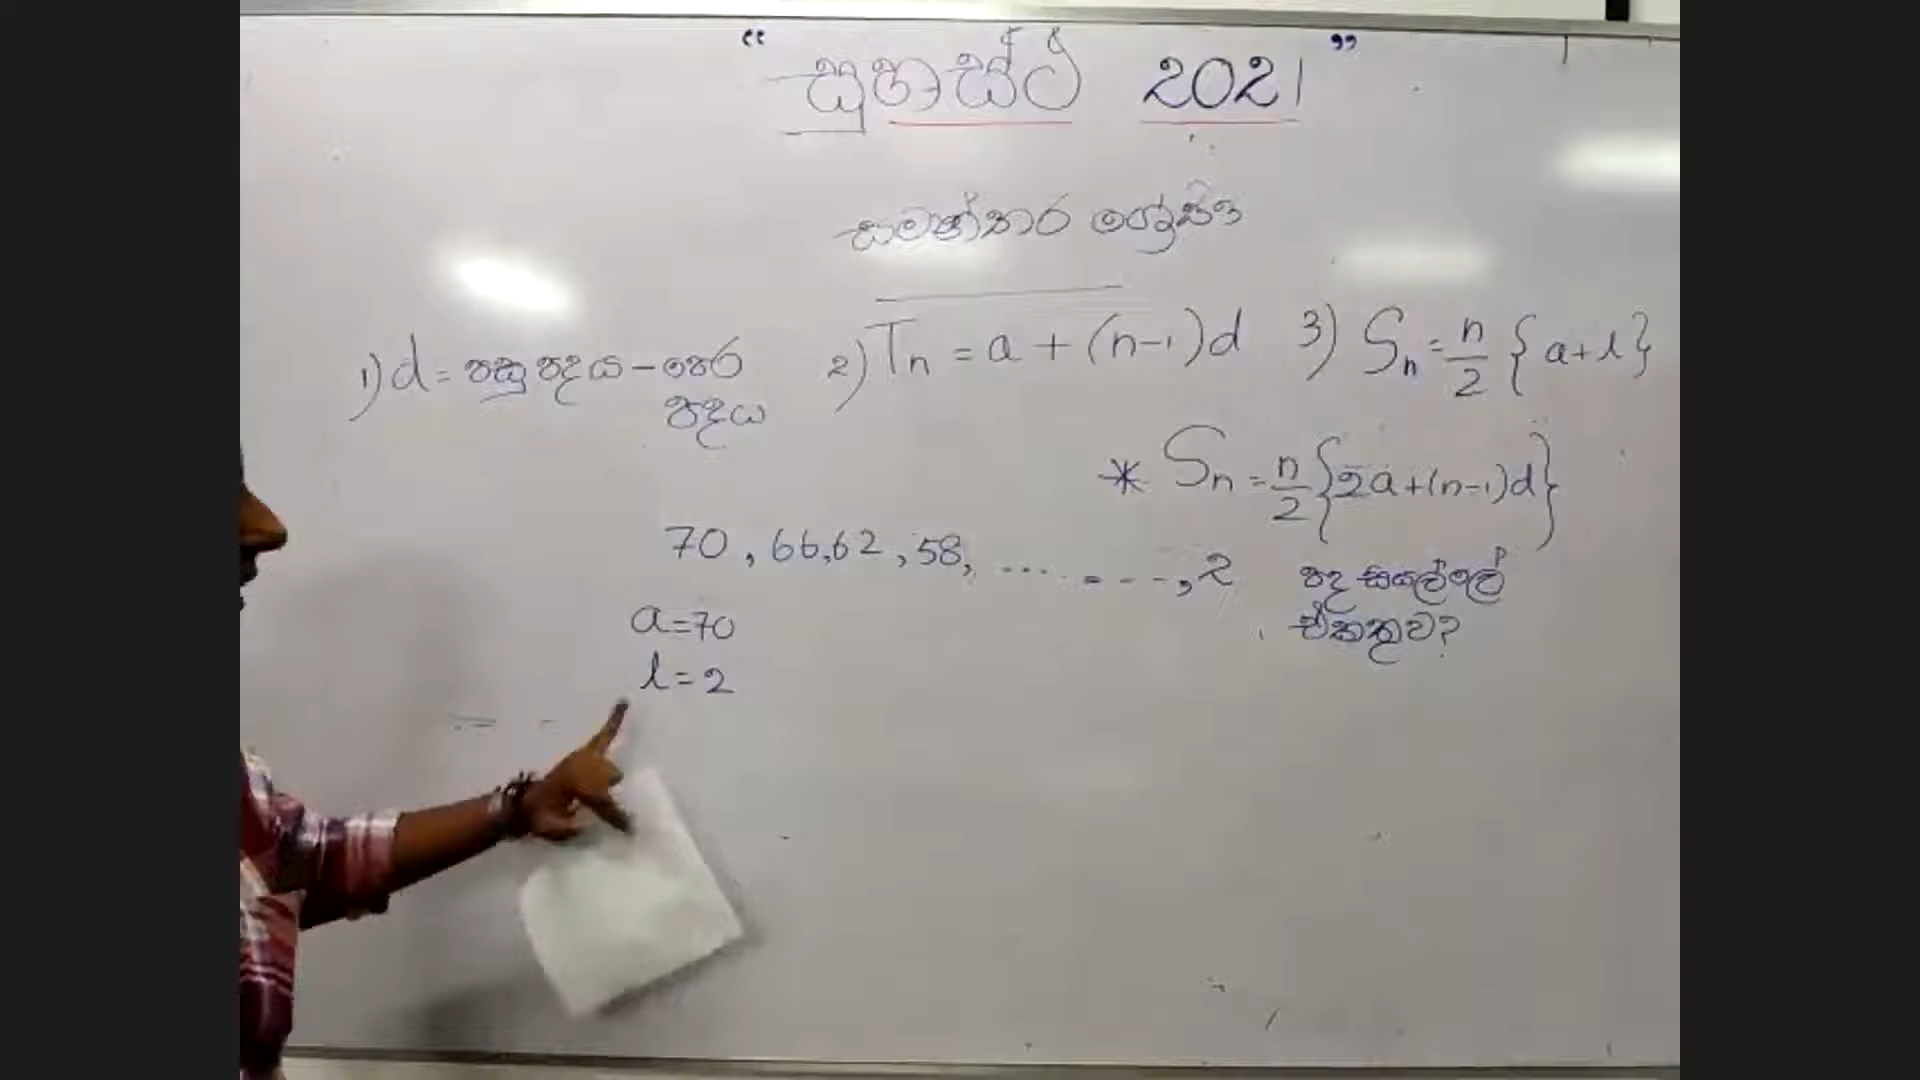 “ සුහස්ථ 2021 ”
සමාන්තර ශ්‍රේඪි
1) d = පසු පදය – පෙර පදය
2) Tn = a + (n-1)d
3) Sn = n/2 {a+l}
* Sn = n/2 {2a+(n-1)d}
70, 66, 62, 58, ........., 2 පද සියල්ලේ
එකතුව?
a=70
l=2